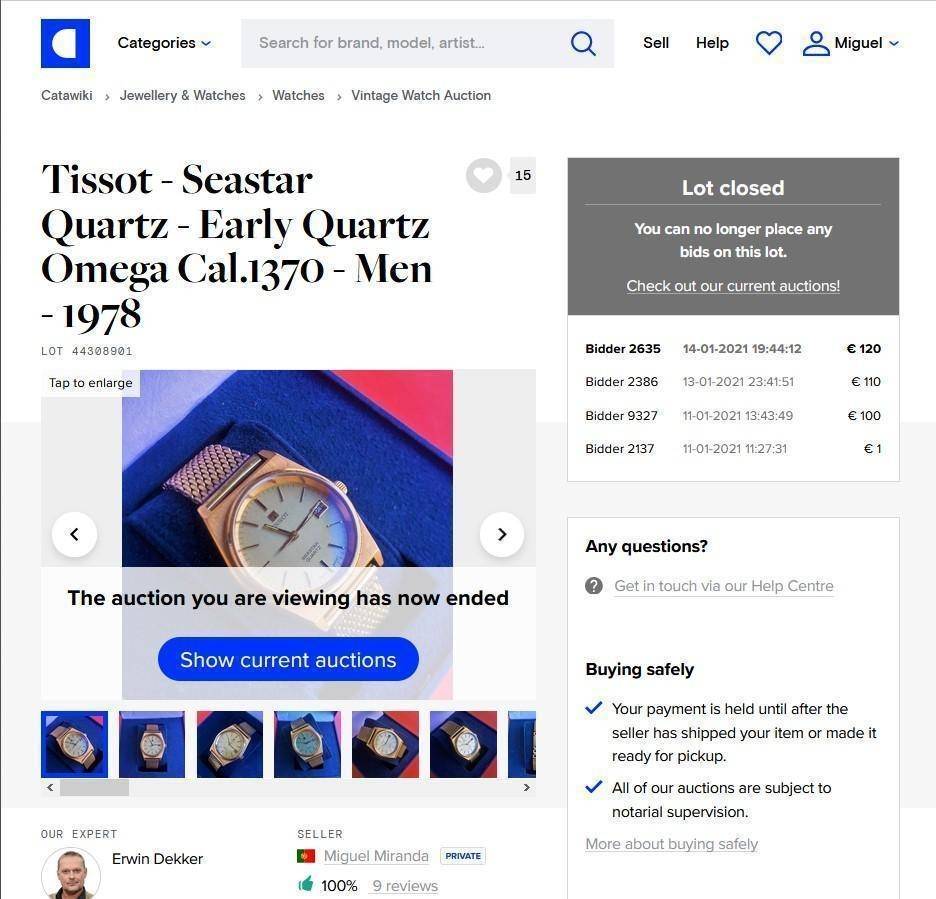 Categories
Search for brand, model, artist...
Sell
Help
Miguel
Catawiki › Jewellery & Watches › Watches › Vintage Watch Auction
Tissot - Seastar
Quartz - Early Quartz
Omega Cal.1370 - Men
- 1978
15
LOT 44308901
Tap to enlarge
TISSOT
SEASTAR
QUARTZ
The auction you are viewing has now ended
Show current auctions
OUR EXPERT
Erwin Dekker
SELLER
Miguel Miranda PRIVATE
100% 9 reviews
Lot closed
You can no longer place any
bids on this lot.
Check out our current auctions!
Bidder 2635 14-01-2021 19:44:12 € 120
Bidder 2386 13-01-2021 23:41:51 € 110
Bidder 9327 11-01-2021 13:43:49 € 100
Bidder 2137 11-01-2021 11:27:31 € 1
Any questions?
Get in touch via our Help Centre
Buying safely
Your payment is held until after the
seller has shipped your item or made it
ready for pickup.
All of our auctions are subject to
notarial supervision.
More about buying safely